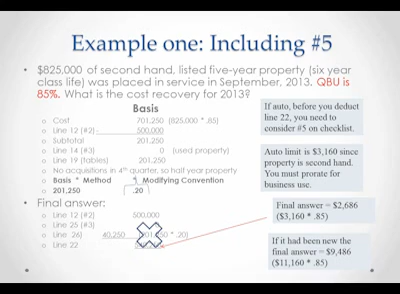 Example one: Including #5
$825,000 of second hand, listed five-year property (six year
class life) was placed in service in September, 2013. QBU is
85%. What is the cost recovery for 2013?
Basis
Cost 701,250 (825,000 * .85)
Line 12 (#2) - 500,000
Subtotal 201,250
Line 14 (#3) 0 (used property)
Line 19 (tables) 201,250
No acquisitions in 4th quarter, so half year property
Basis * Method * Modifying Convention
201,250 .20
Final answer:
Line 12 (#2) 500,000
Line 25 (#3)
Line 26) 40,250 * .20)
Line 22
If auto, before you deduct
line 22, you need to
consider #5 on checklist.
Auto limit is $3,160 since
property is second hand.
You must prorate for
business use.
Final answer = $2,686
($3,160 * .85)
If it had been new the
final answer = $9,486
($11,160 * .85)